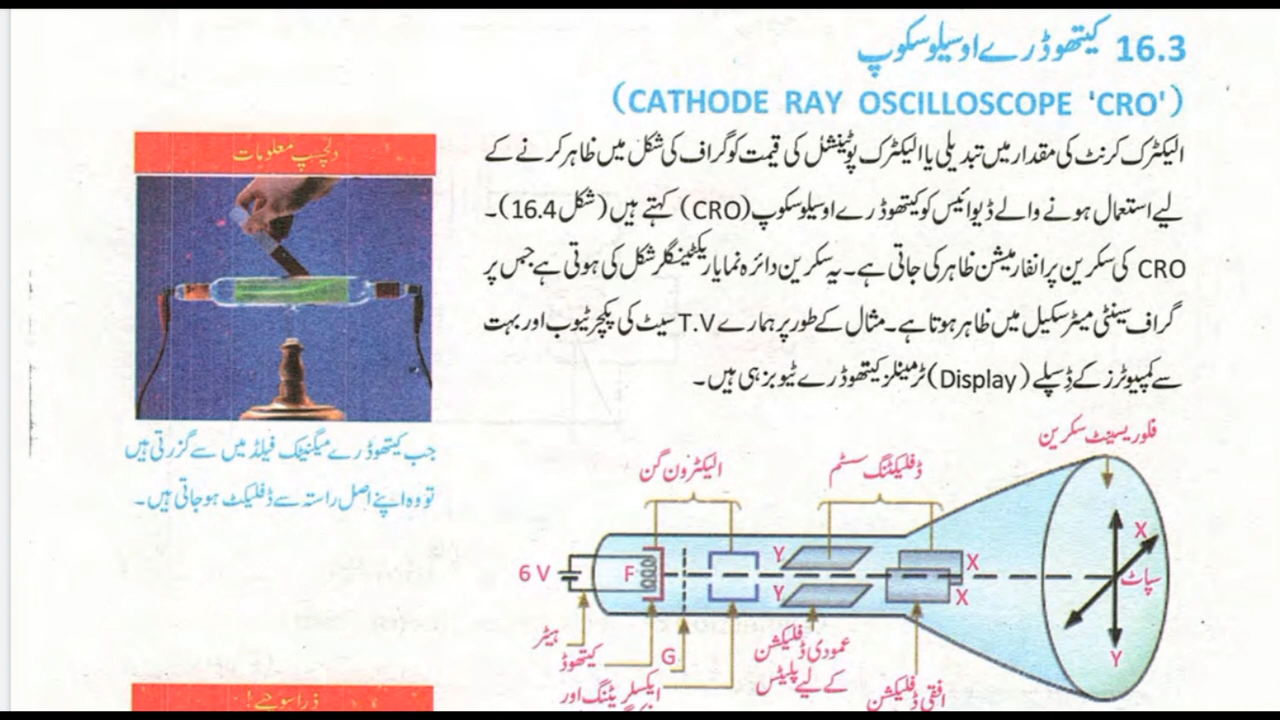 16.3 کیتھوڈ رے اوسیلوسکوپ
(CATHODE RAY OSCILLOSCOPE 'CRO')
الیکٹرک کرنٹ کی مقدار میں تبدیلی یا الیکٹرک پوٹینشل کی قیمت کو گراف کی شکل میں ظاہر کرنے کے
لیے استعمال ہونے والے ڈیوائیس کو کیتھوڈ رے اوسیلوسکوپ (CRO) کہتے ہیں (شکل 16.4)۔
CRO کی سکرین پر انفارمیشن ظاہر کی جاتی ہے۔ یہ سکرین دائرہ نما یا ریکٹینگلر شکل کی ہوتی ہے جس پر
گراف سینٹی میٹر سکیل میں ظاہر ہوتا ہے۔ مثال کے طور پر ہمارے T.V سیٹ کی پکچر ٹیوب اور بہت
سے کمپیوٹرز کے ڈِسپلے (Display) ٹرمینلز کیتھوڈ رے ٹیوبز ہی ہیں۔
دلچسپ معلومات
جب کیتھوڈ رے میگنیٹک فیلڈ میں سے گزرتی ہیں
تو وہ اپنے اصل راستہ سے ڈفلیکٹ ہو جاتی ہیں۔
ذرا سوچیے!
فلوریسینٹ سکرین
ڈفلیکٹنگ سسٹم
الیکٹرون گن
6 V
F
Y
Y
X
X
X
سپاٹ
Y
ہیٹر
کیتھوڈ
G
ایکسلریٹنگ اور
عمودی ڈفلیکشن
کے لیے پلیٹس
افقی ڈفلیکشن